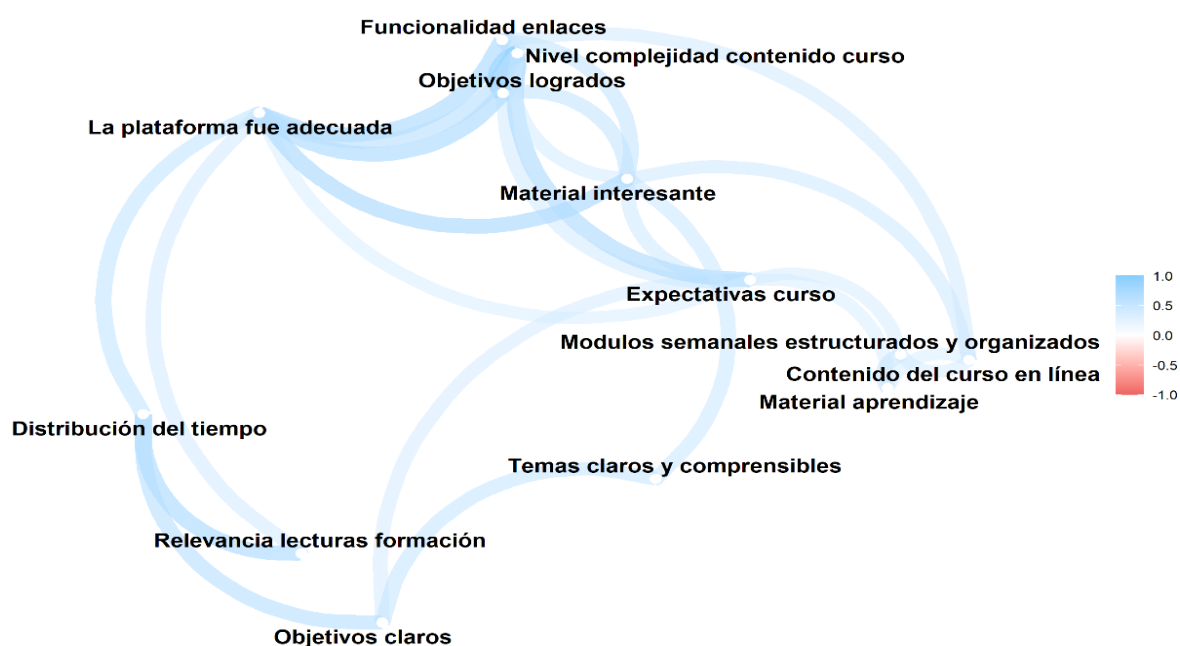 Funcionalidad enlaces
Nivel complejidad contenido curso
Objetivos logrados
La plataforma fue adecuada
Material interesante
Expectativas curso
1.0
0.5
0.0
-0.5
-1.0
Modulos semanales estructurados y organizados
Contenido del curso en línea
Material aprendizaje
Distribución del tiempo
Temas claros y comprensibles
Relevancia lecturas formación
Objetivos claros